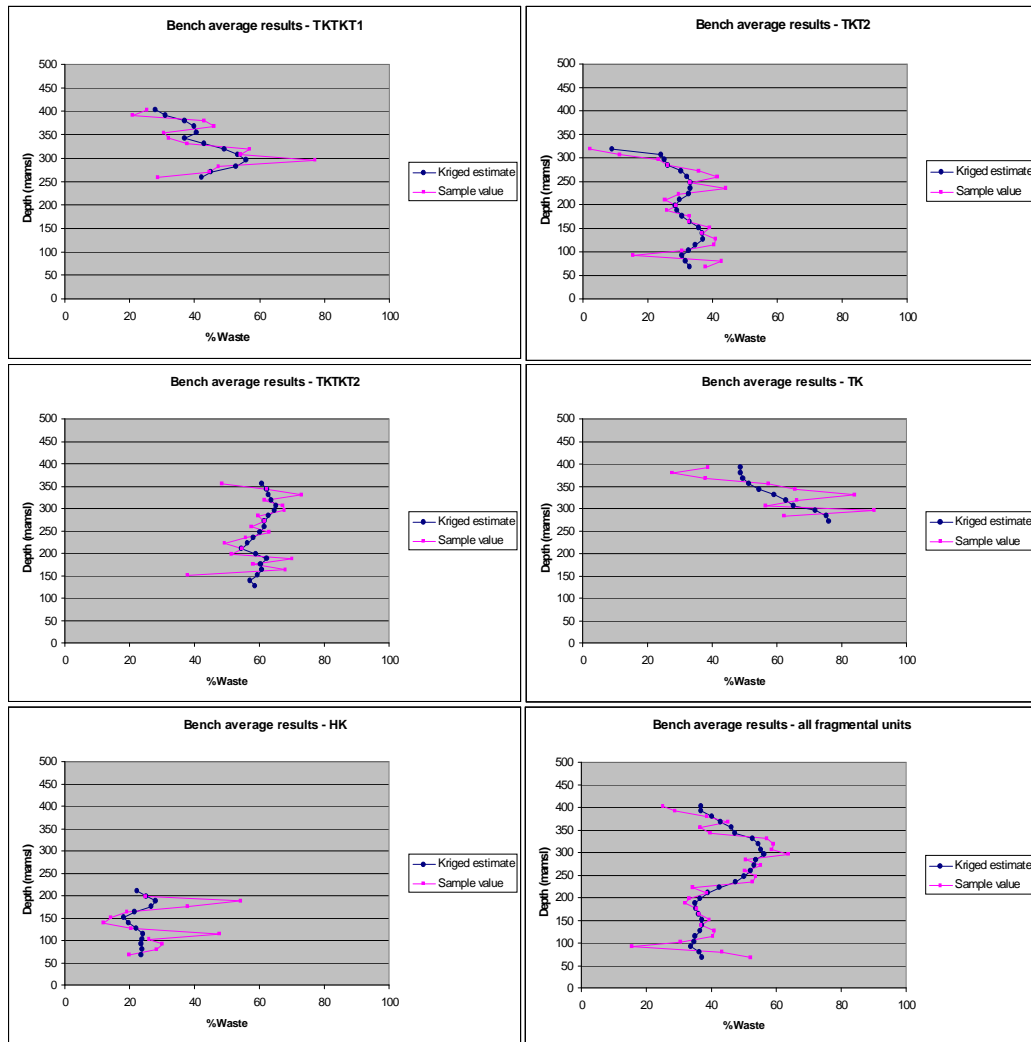 Bench average results - TKTKT1
500
450
400
350
300
250
200
150
100
50
0
Depth (mamsl)
0 20 40 60 80 100
%Waste
Kriged estimate
Sample value
Bench average results - TKT2
500
450
400
350
300
250
200
150
100
50
0
Depth (mamsl)
0 20 40 60 80 100
%Waste
Kriged estimate
Sample value
Bench average results - TKTKT2
500
450
400
350
300
250
200
150
100
50
0
Depth (mamsl)
0 20 40 60 80 100
%Waste
Kriged estimate
Sample value
Bench average results - TK
500
450
400
350
300
250
200
150
100
50
0
Depth (mamsl)
0 20 40 60 80 100
%Waste
Kriged estimate
Sample value
Bench average results - HK
500
450
400
350
300
250
200
150
100
50
0
Depth (mamsl)
0 20 40 60 80 100
%Waste
Kriged estimate
Sample value
Bench average results - all fragmental units
500
450
400
350
300
250
200
150
100
50
0
Depth (mamsl)
0 20 40 60 80 100
%Waste
Kriged estimate
Sample value